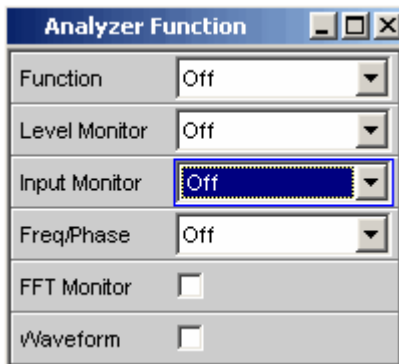 Analyzer Function
Function Off
Level Monitor Off
Input Monitor Off
Freq/Phase Off
FFT Monitor
Waveform